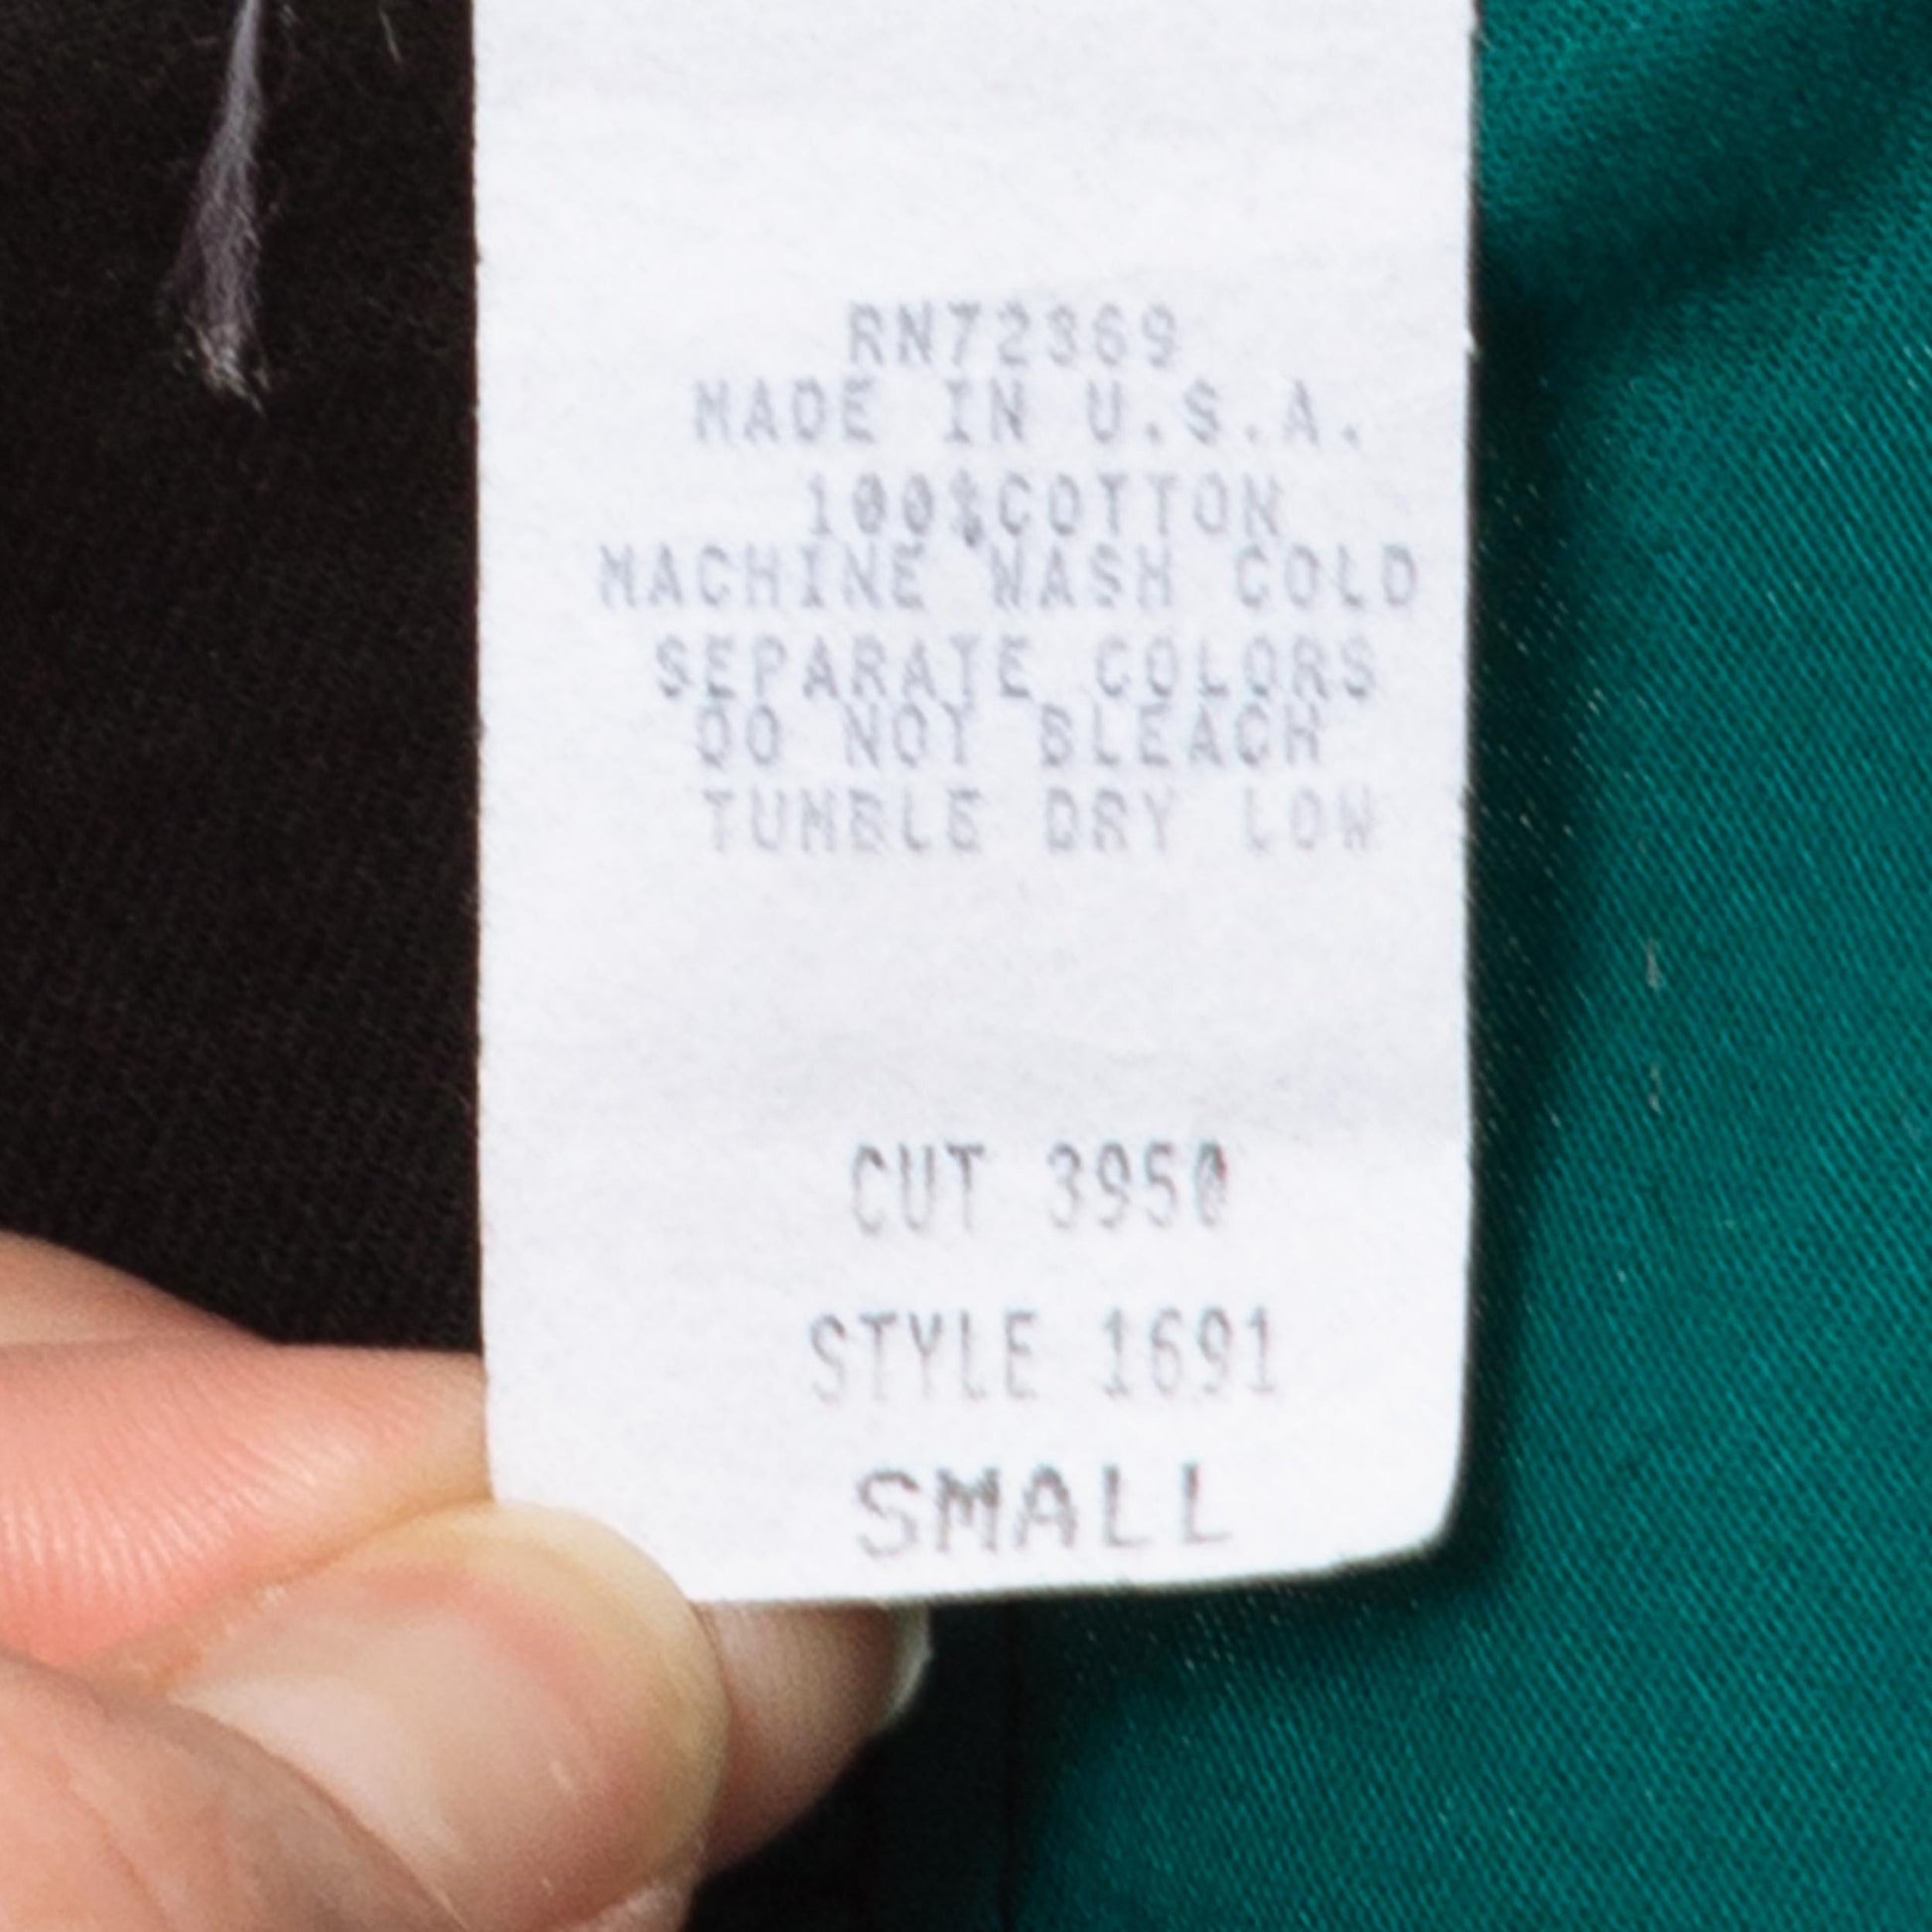 RN72369
MADE IN U.S.A.
100%COTTON
MACHINE WASH COLD
SEPARATE COLORS
DO NOT BLEACH
TUMBLE DRY LOW
CUT 3950
STYLE 1691
SMALL